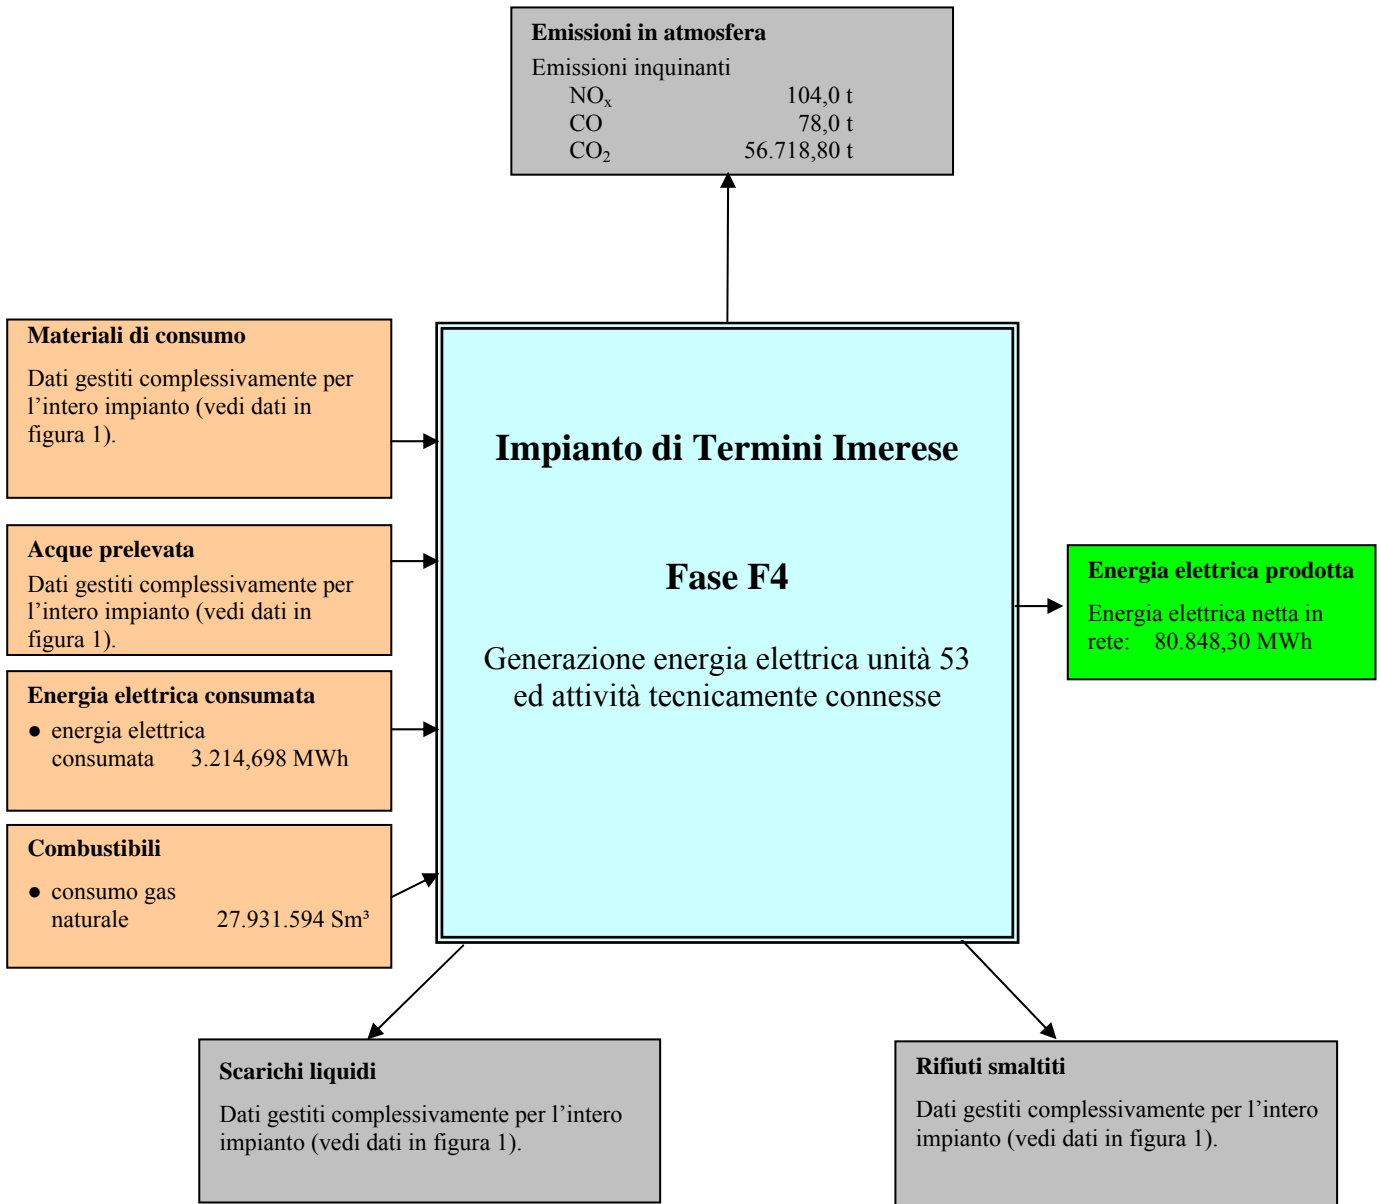 Emissioni in atmosfera
Emissioni inquinanti
NOx 104,0 t
CO 78,0 t
CO2 56.718,80 t
Materiali di consumo
Dati gestiti complessivamente per
l’intero impianto (vedi dati in
figura 1).
Acque prelevata
Dati gestiti complessivamente per
l’intero impianto (vedi dati in
figura 1).
Energia elettrica consumata
● energia elettrica
consumata 3.214,698 MWh
Combustibili
● consumo gas
naturale 27.931.594 Sm³
Impianto di Termini Imerese
Fase F4
Generazione energia elettrica unità 53
ed attività tecnicamente connesse
Energia elettrica prodotta
Energia elettrica netta in
rete: 80.848,30 MWh
Scarichi liquidi
Dati gestiti complessivamente per l’intero
impianto (vedi dati in figura 1).
Rifiuti smaltiti
Dati gestiti complessivamente per l’intero
impianto (vedi dati in figura 1).